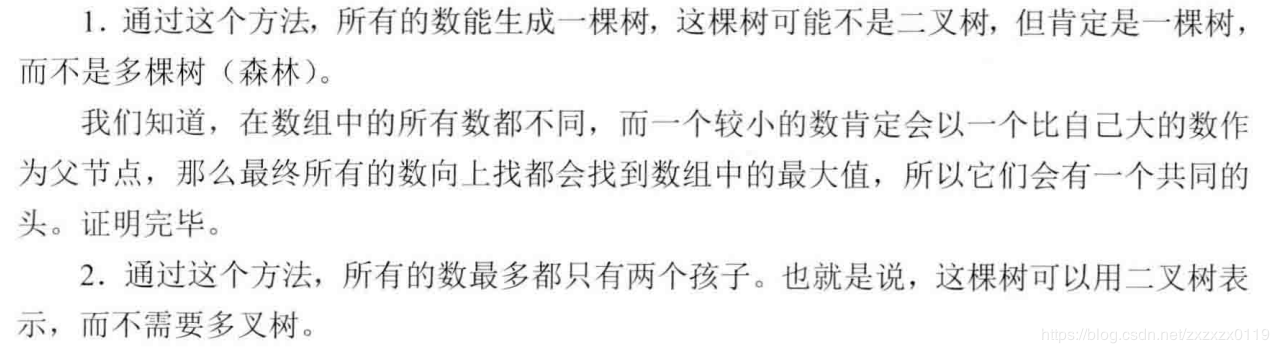 1. 通过这个方法，所有的数能生成一棵树，这棵树可能不是二叉树，但肯定是一棵树，
而不是多棵树（森林）。
我们知道，在数组中的所有数都不同，而一个较小的数肯定会以一个比自己大的数作
为父节点，那么最终所有的数向上找都会找到数组中的最大值，所以它们会有一个共同的
头。证明完毕。
2. 通过这个方法，所有的数最多都只有两个孩子。也就是说，这棵树可以用二叉树表
示，而不需要多叉树。
https://blog.csdn.net/zxzxzx0119